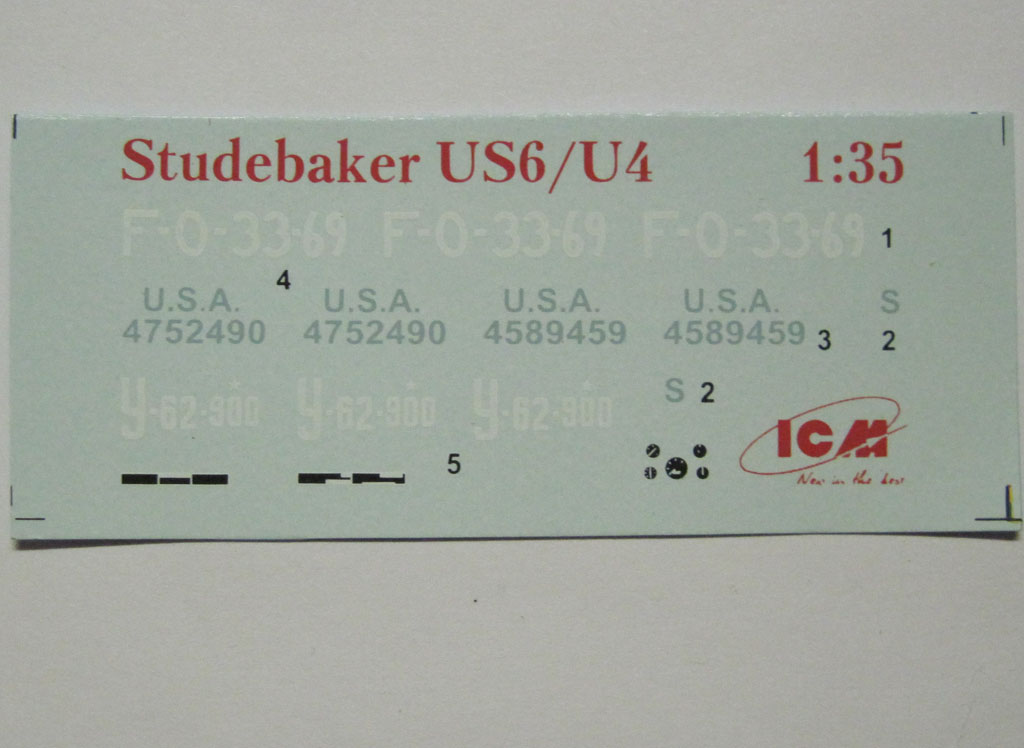 Studebaker US6/U4 1:35
F-O-33-69 F-O-33-69 F-O-33-69 1
4
U.S.A. U.S.A. U.S.A. U.S.A. S
4752490 4752490 4589459 4589459 3 2
У-62-900 У-62-900 У-62-900 S 2
ICM
New in the box
5